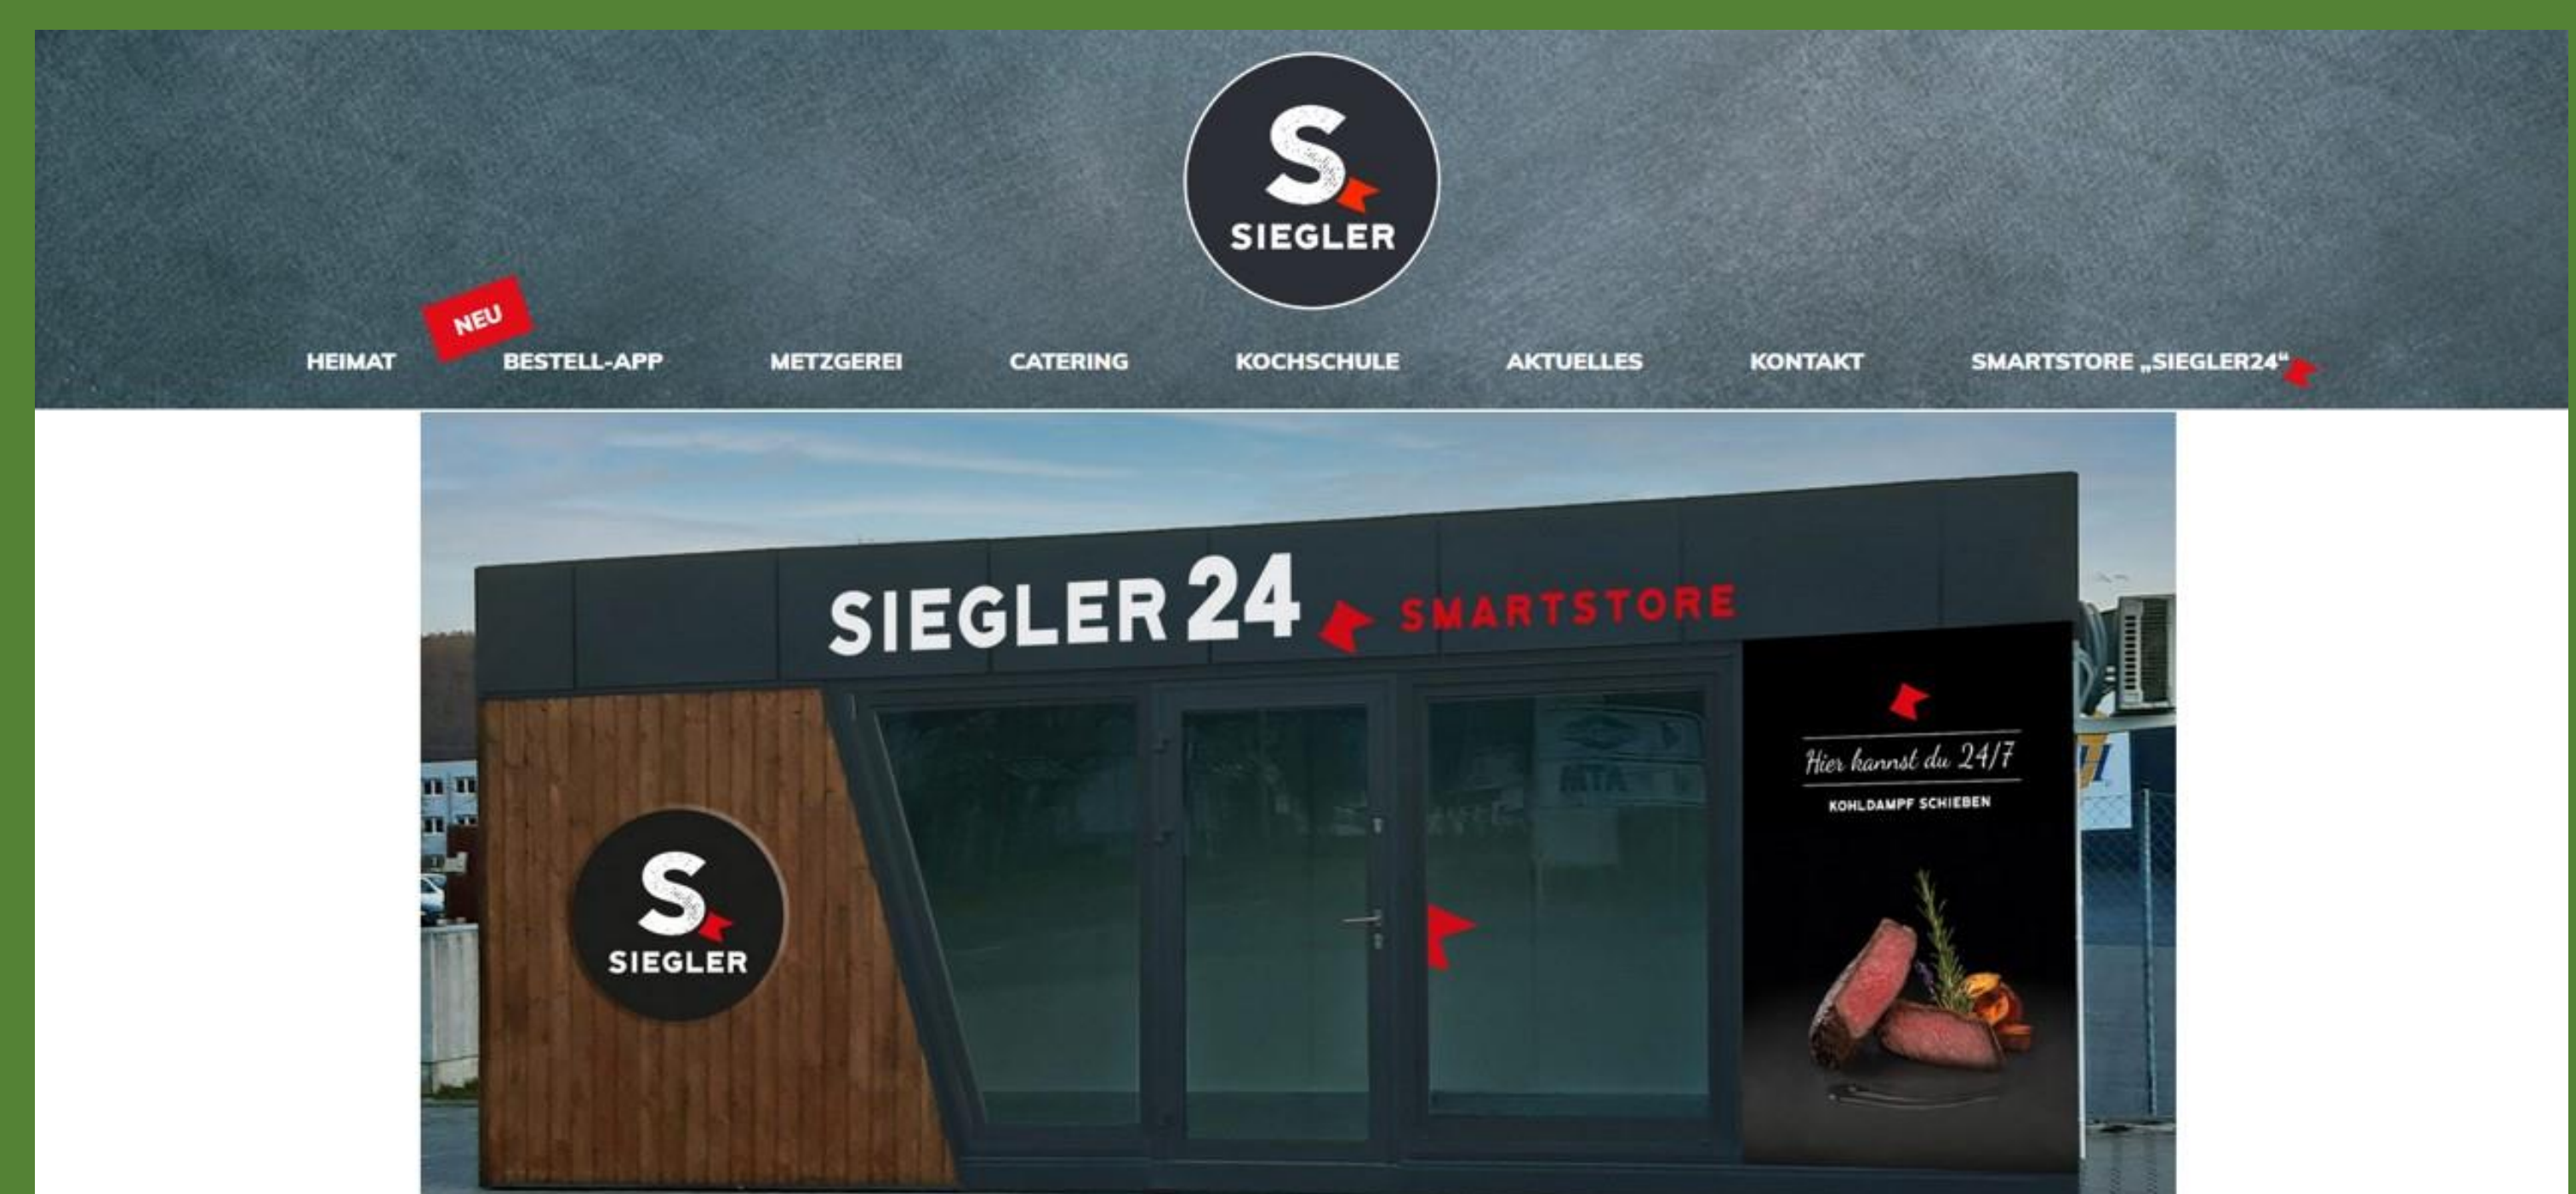 S
SIEGLER
NEU
HEIMAT
BESTELL-APP
METZGEREI
CATERING
KOCHSCHULE
AKTUELLES
KONTAKT
SMARTSTORE „SIEGLER24“
SIEGLER 24 SMARTSTORE
Hier kannst du 24/7
KOHLDAMPF SCHIEBEN
S
SIEGLER